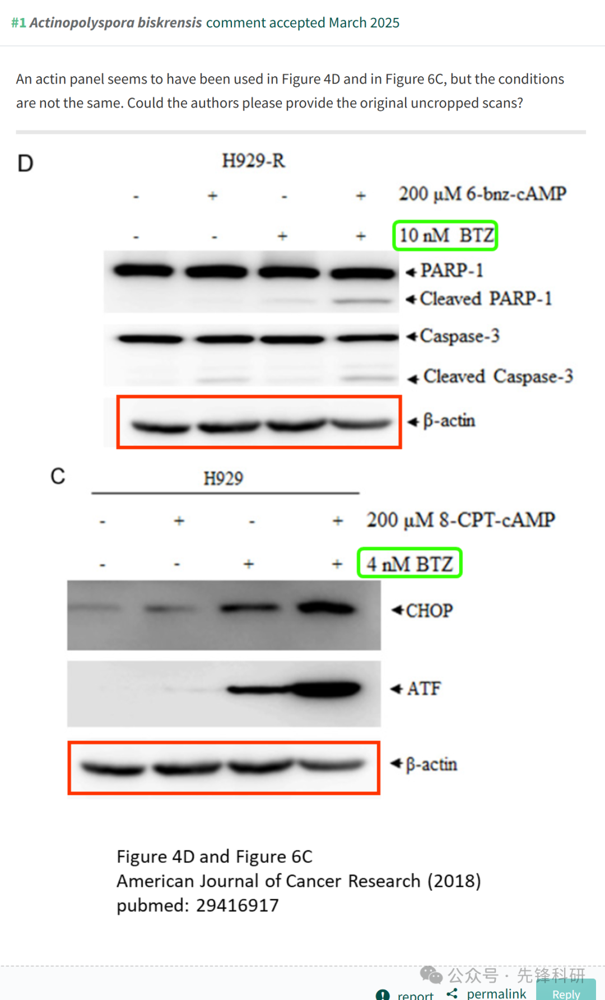 #1 Actinopolyspora biskrensis comment accepted March 2025
An actin panel seems to have been used in Figure 4D and in Figure 6C, but the conditions
are not the same. Could the authors please provide the original uncropped scans?
D
H929-R
- + - + 200 µM 6-bnz-cAMP
- - + + 10 nM BTZ
PARP-1
Cleaved PARP-1
Caspase-3
Cleaved Caspase-3
β-actin
C
H929
- + - + 200 µM 8-CPT-cAMP
- - + + 4 nM BTZ
CHOP
ATF
β-actin
Figure 4D and Figure 6C
American Journal of Cancer Research (2018)
pubmed: 29416917
公众号 · 先锋科研
report permalink Reply